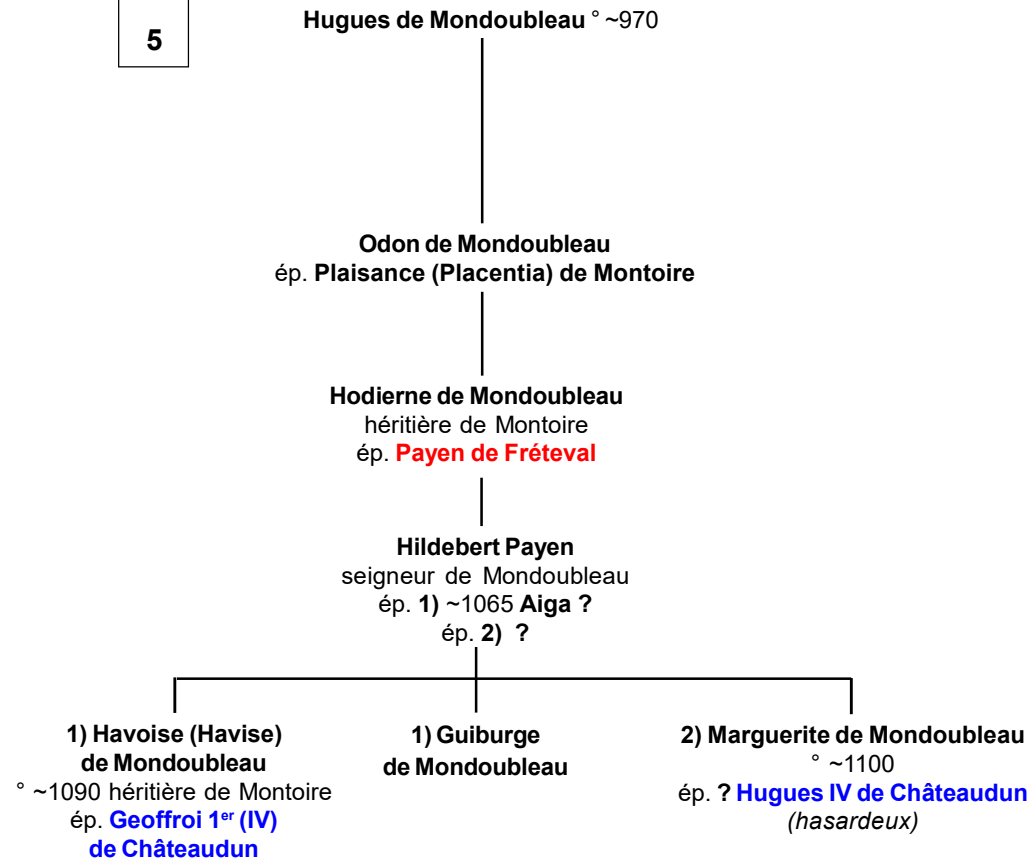 5
Hugues de Mondoubleau ° ~970
Odon de Mondoubleau
ép. Plaisance (Placentia) de Montoire
Hodierne de Mondoubleau
héritière de Montoire
ép. Payen de Fréteval
Hildebert Payen
seigneur de Mondoubleau
ép. 1) ~1065 Aiga ?
ép. 2) ?
1) Havoise (Havise)
de Mondoubleau
° ~1090 héritière de Montoire
ép. Geoffroi 1er (IV)
de Châteaudun
1) Guiburge
de Mondoubleau
2) Marguerite de Mondoubleau
° ~1100
ép. ? Hugues IV de Châteaudun
(hasardeux)